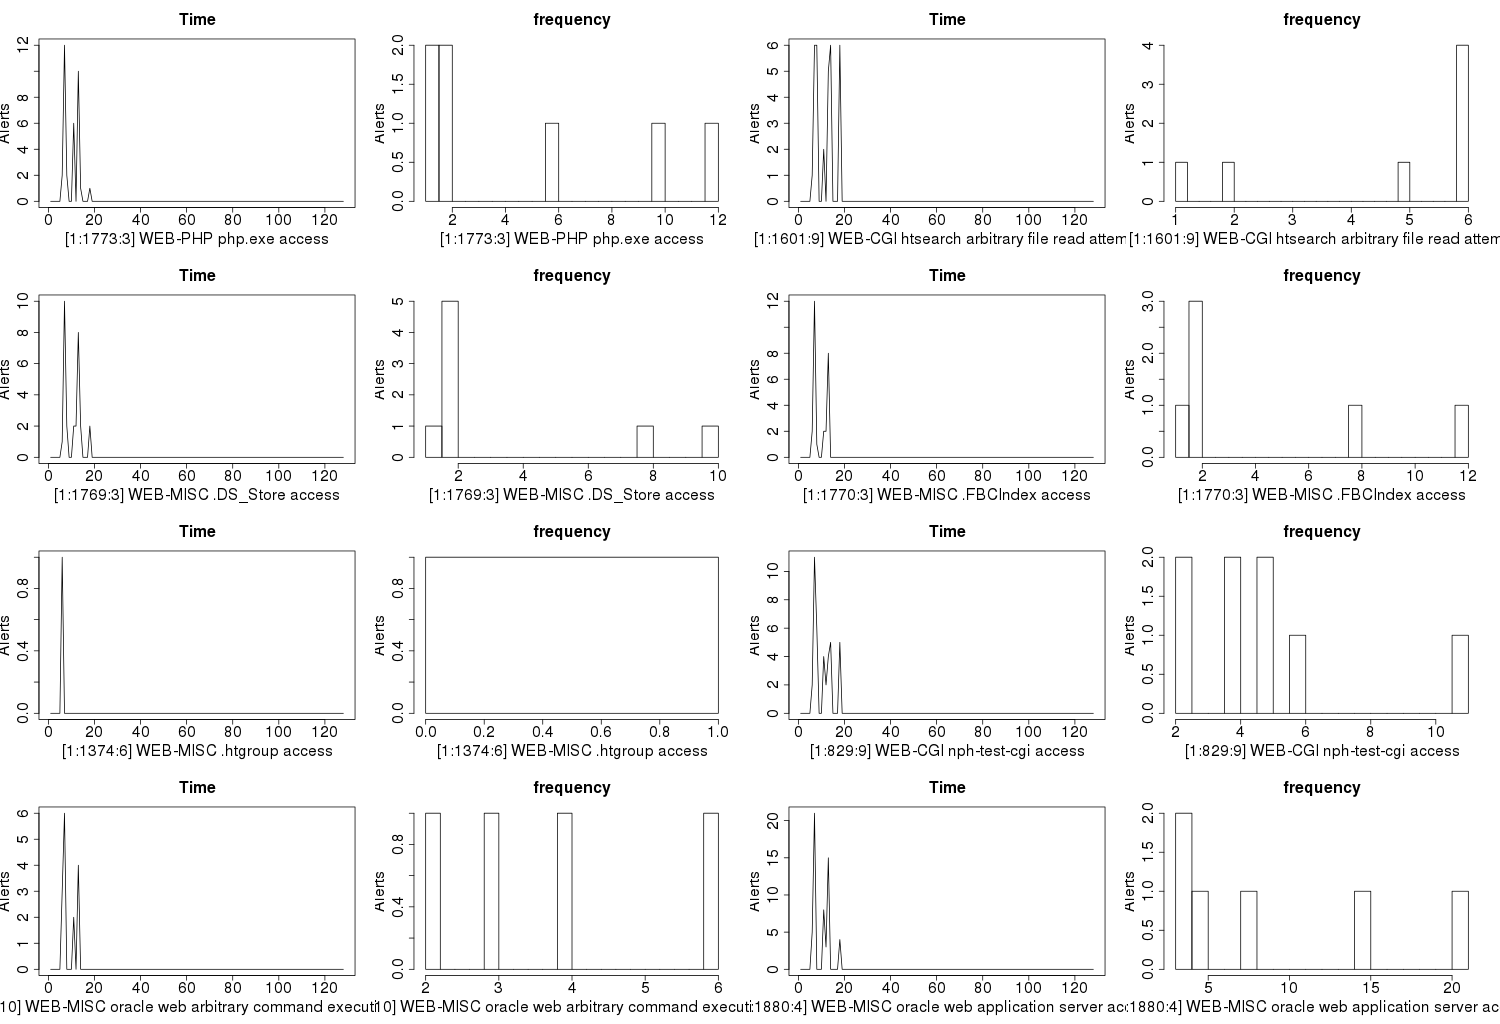 Time frequency Time frequency
Alerts 0 2 4 6 8 12
0 20 40 60 80 100 120
[1:1773:3] WEB-PHP php.exe access
Alerts 0.0 0.5 1.0 1.5 2.0
2 4 6 8 10 12
[1:1773:3] WEB-PHP php.exe access
Alerts 0 1 2 3 4 5 6
0 20 40 60 80 100 120
[1:1601:9] WEB-CGI htsearch arbitrary file read attem
Alerts 0 1 2 3 4
1 2 3 4 5 6
[1:1601:9] WEB-CGI htsearch arbitrary file read attem
Time frequency Time frequency
Alerts 0 2 4 6 8 10
0 20 40 60 80 100 120
[1:1769:3] WEB-MISC .DS_Store access
Alerts 0 1 2 3 4 5
2 4 6 8 10
[1:1769:3] WEB-MISC .DS_Store access
Alerts 0 2 4 6 8 12
0 20 40 60 80 100 120
[1:1770:3] WEB-MISC .FBCIndex access
Alerts 0.0 1.0 2.0 3.0
2 4 6 8 10 12
[1:1770:3] WEB-MISC .FBCIndex access
Time frequency Time frequency
Alerts 0.0 0.4 0.8
0 20 40 60 80 100 120
[1:1374:6] WEB-MISC .htgroup access
Alerts 0.0 0.4 0.8
0.0 0.2 0.4 0.6 0.8 1.0
[1:1374:6] WEB-MISC .htgroup access
Alerts 0 2 4 6 8 10
0 20 40 60 80 100 120
[1:829:9] WEB-CGI nph-test-cgi access
Alerts 0.0 0.5 1.0 1.5 2.0
2 4 6 8 10
[1:829:9] WEB-CGI nph-test-cgi access
Time frequency Time frequency
Alerts 0 1 2 3 4 5 6
0 20 40 60 80 100 120
10] WEB-MISC oracle web arbitrary command executi
Alerts 0.0 0.4 0.8
2 3 4 5 6
0] WEB-MISC oracle web arbitrary command executi
Alerts 0 5 10 15 20
0 20 40 60 80 100 120
:1880:4] WEB-MISC oracle web application server ac
Alerts 0.0 0.5 1.0 1.5 2.0
5 10 15 20
:1880:4] WEB-MISC oracle web application server ac